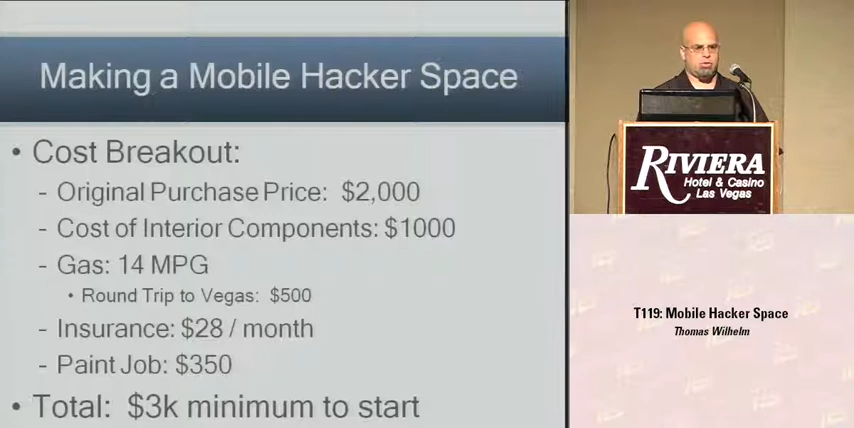 Making a Mobile Hacker Space
• Cost Breakout:
- Original Purchase Price: $2,000
- Cost of Interior Components: $1000
- Gas: 14 MPG
• Round Trip to Vegas: $500
- Insurance: $28 / month
- Paint Job: $350
• Total: $3k minimum to start
RIVIERA
Hotel & Casino
Las Vegas
T119: Mobile Hacker Space
Thomas Wilhelm